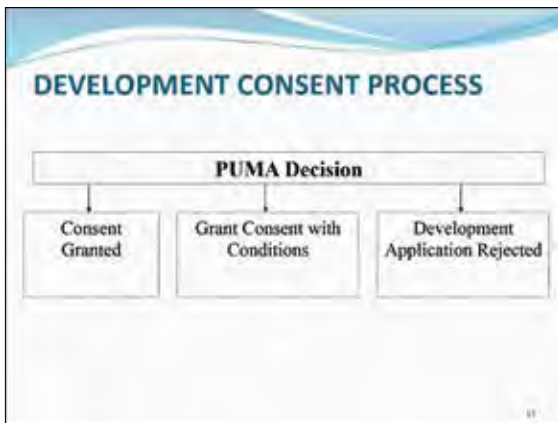 DEVELOPMENT CONSENT PROCESS
PUMA Decision
Consent
Granted
Grant Consent with
Conditions
Development
Application Rejected